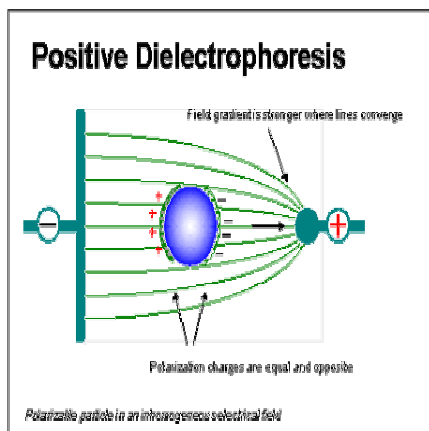 Positive Dielectrophoresis
Field gradient is stronger where lines converge
+ −
+ −
− +
+ −
+ −
Polarization charges are equal and opposite
Polarizable particle in an inhomogeneous electrical field